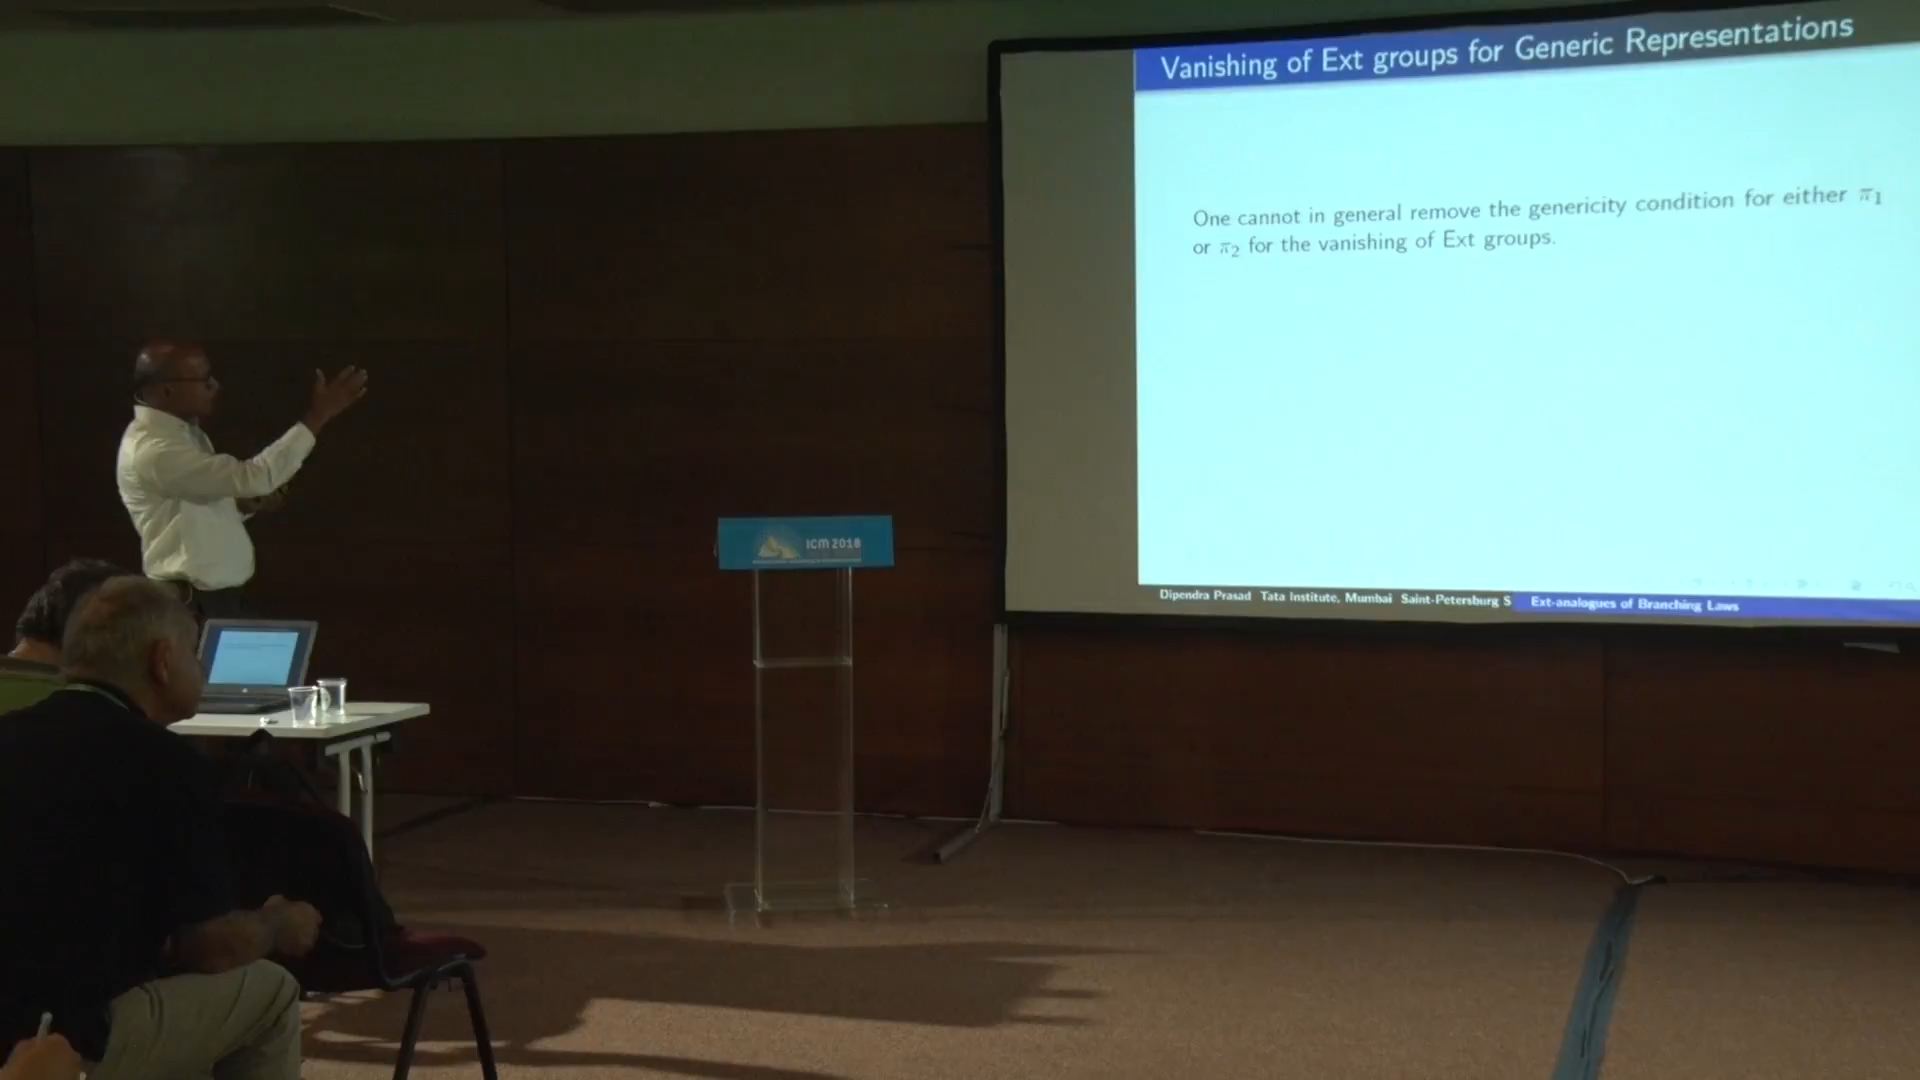 Vanishing of Ext groups for Generic Representations
One cannot in general remove the genericity condition for either π₁
or π₂ for the vanishing of Ext groups.
ICM 2018
Dipendra Prasad Tata Institute, Mumbai Saint-Petersburg S
Ext-analogues of Branching Laws